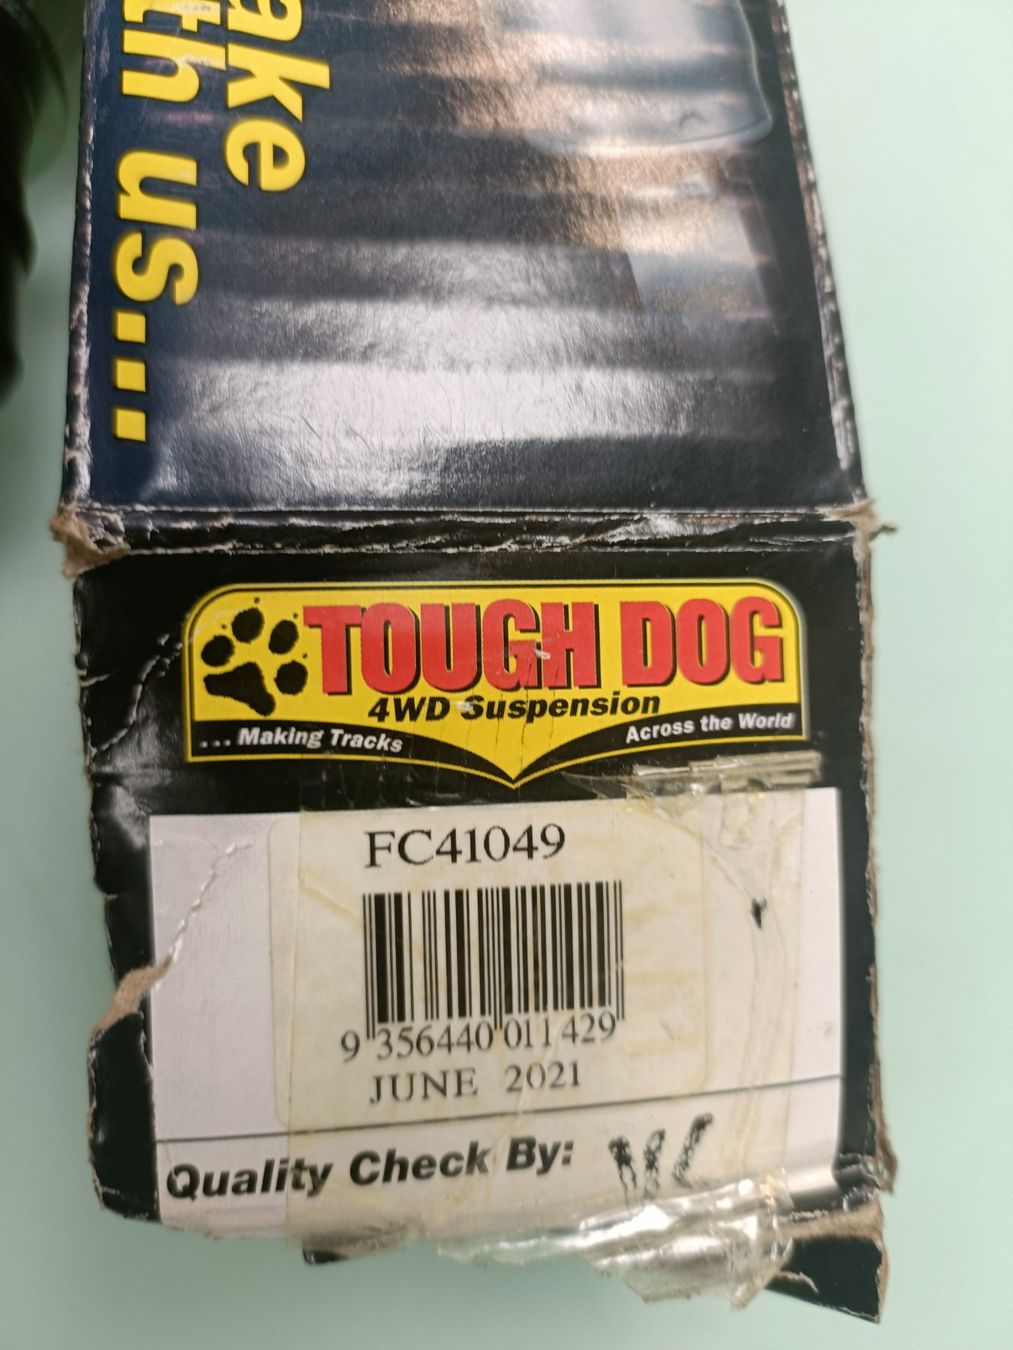 ake
th us...
TOUGH DOG
4WD Suspension
... Making Tracks
Across the World
FC41049
9 356440 011429
JUNE 2021
Quality Check By: